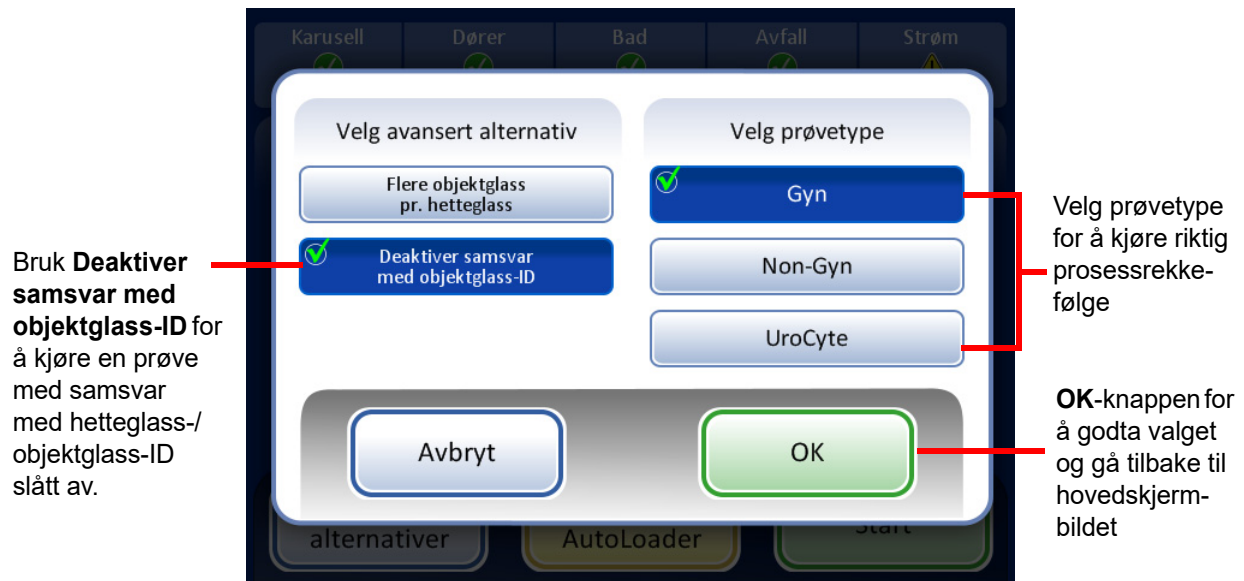 Karusell
Dører
Bad
Avfall
Strøm
Velg avansert alternativ
Flere objektglass
pr. hetteglass
Deaktiver samsvar
med objektglass-ID
Velg prøvetype
Gyn
Non-Gyn
UroCyte
Avbryt
OK
alternativer
AutoLoader
Start
Bruk Deaktiver
samsvar med
objektglass-ID for
å kjøre en prøve
med samsvar
med hetteglass-/
objektglass-ID
slått av.
Velg prøvetype
for å kjøre riktig
prosessrekke-
følge
OK-knappen for
å godta valget
og gå tilbake til
hovedskjerm-
bildet